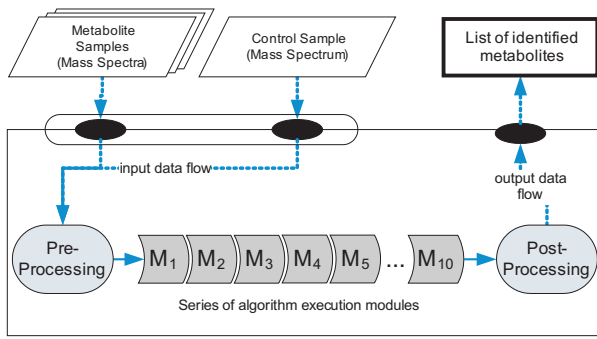 Metabolite
Samples
(Mass Spectra)
Control Sample
(Mass Spectrum)
List of identified
metabolites
input data flow
output data
flow
Pre-
Processing
M1 M2 M3 M4 M5 ... M10
Post-
Processing
Series of algorithm execution modules